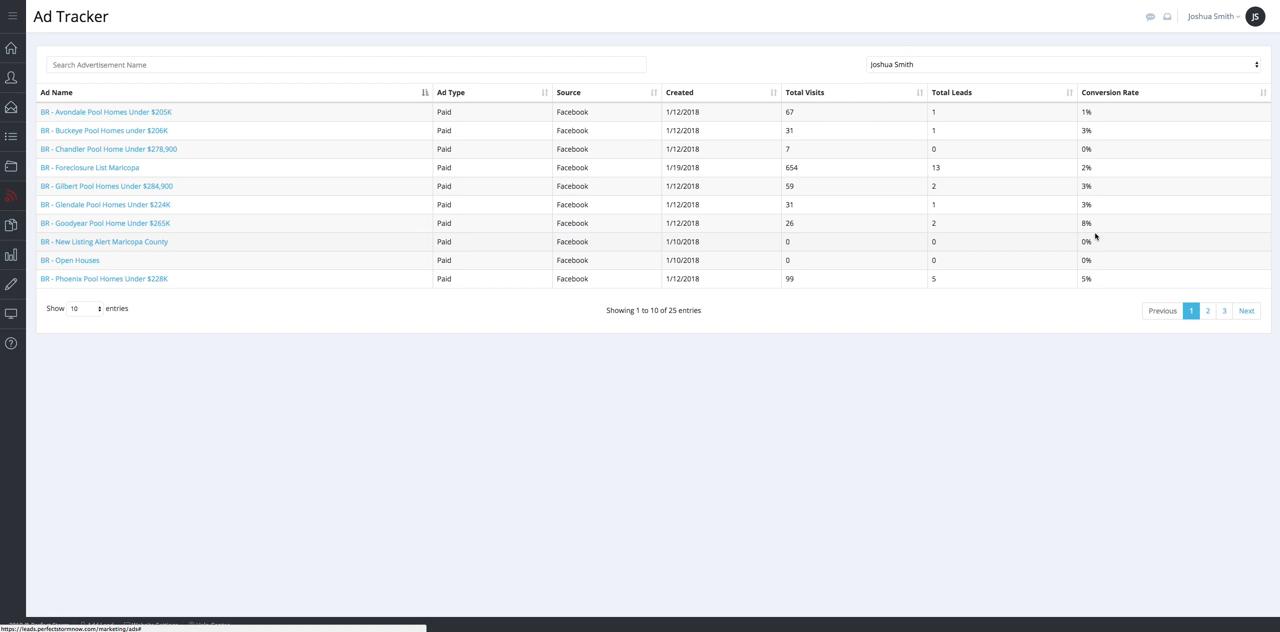 Ad Tracker
Joshua Smith
JS
Search Advertisement Name
Joshua Smith
Ad Name Ad Type Source Created Total Visits Total Leads Conversion Rate
BR - Avondale Pool Homes Under $205K Paid Facebook 1/12/2018 67 1 1%
BR - Buckeye Pool Homes under $206K Paid Facebook 1/12/2018 31 1 3%
BR - Chandler Pool Home Under $278,900 Paid Facebook 1/12/2018 7 0 0%
BR - Foreclosure List Maricopa Paid Facebook 1/19/2018 654 13 2%
BR - Gilbert Pool Homes Under $284,900 Paid Facebook 1/12/2018 59 2 3%
BR - Glendale Pool Homes Under $224K Paid Facebook 1/12/2018 31 1 3%
BR - Goodyear Pool Home Under $265K Paid Facebook 1/12/2018 26 2 8%
BR - New Listing Alert Maricopa County Paid Facebook 1/10/2018 0 0 0%
BR - Open Houses Paid Facebook 1/10/2018 0 0 0%
BR - Phoenix Pool Homes Under $228K Paid Facebook 1/12/2018 99 5 5%
Show 10 entries Showing 1 to 10 of 25 entries Previous 1 2 3 Next
https://leads.perfectstormnow.com/marketing/ads#